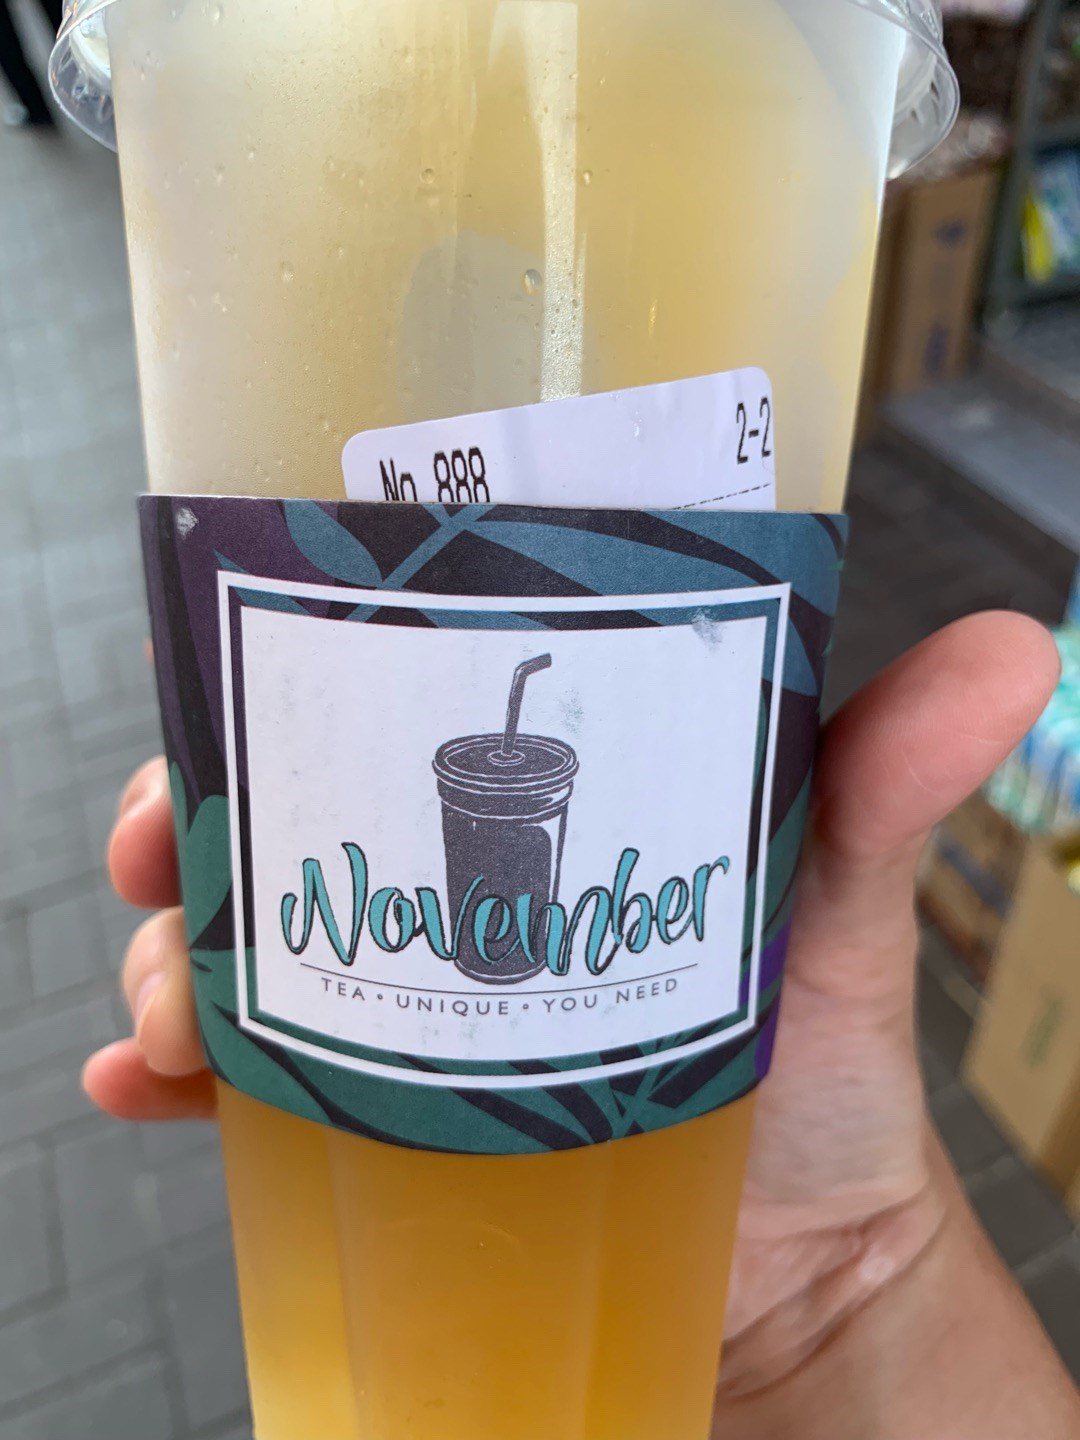 No 888 2-2
November
TEA • UNIQUE • YOU NEED